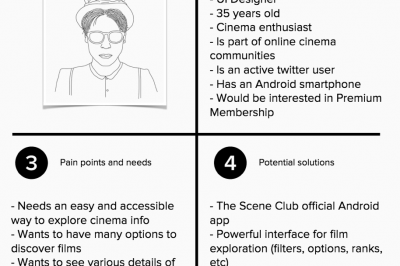 - UI Designer
- 35 years old
- Cinema enthusiast
- Is part of online cinema
communities
- Is an active twitter user
- Has an Android smartphone
- Would be interested in Premium
Membership
3 Pain points and needs
4 Potential solutions
- Needs an easy and accessible
way to explore cinema info
- Wants to have many options to
discover films
- Wants to see various details of
- The Scene Club official Android
app
- Powerful interface for film
exploration (filters, options, ranks,
etc)